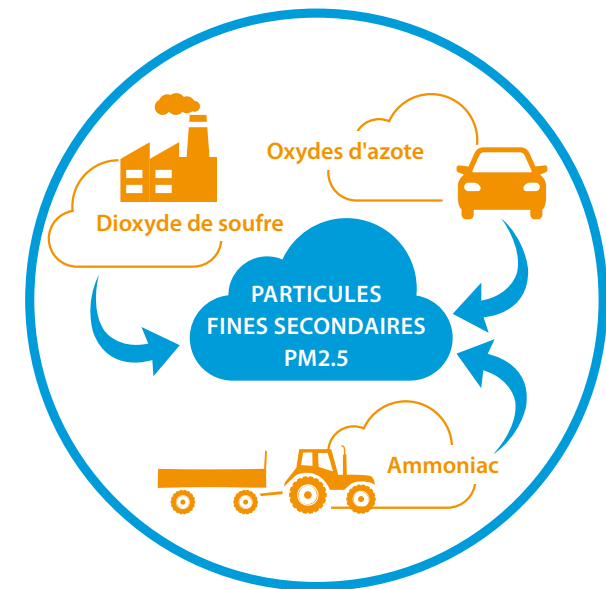 Oxydes d'azote
Dioxyde de soufre
PARTICULES
FINES SECONDAIRES
PM2.5
Ammoniac